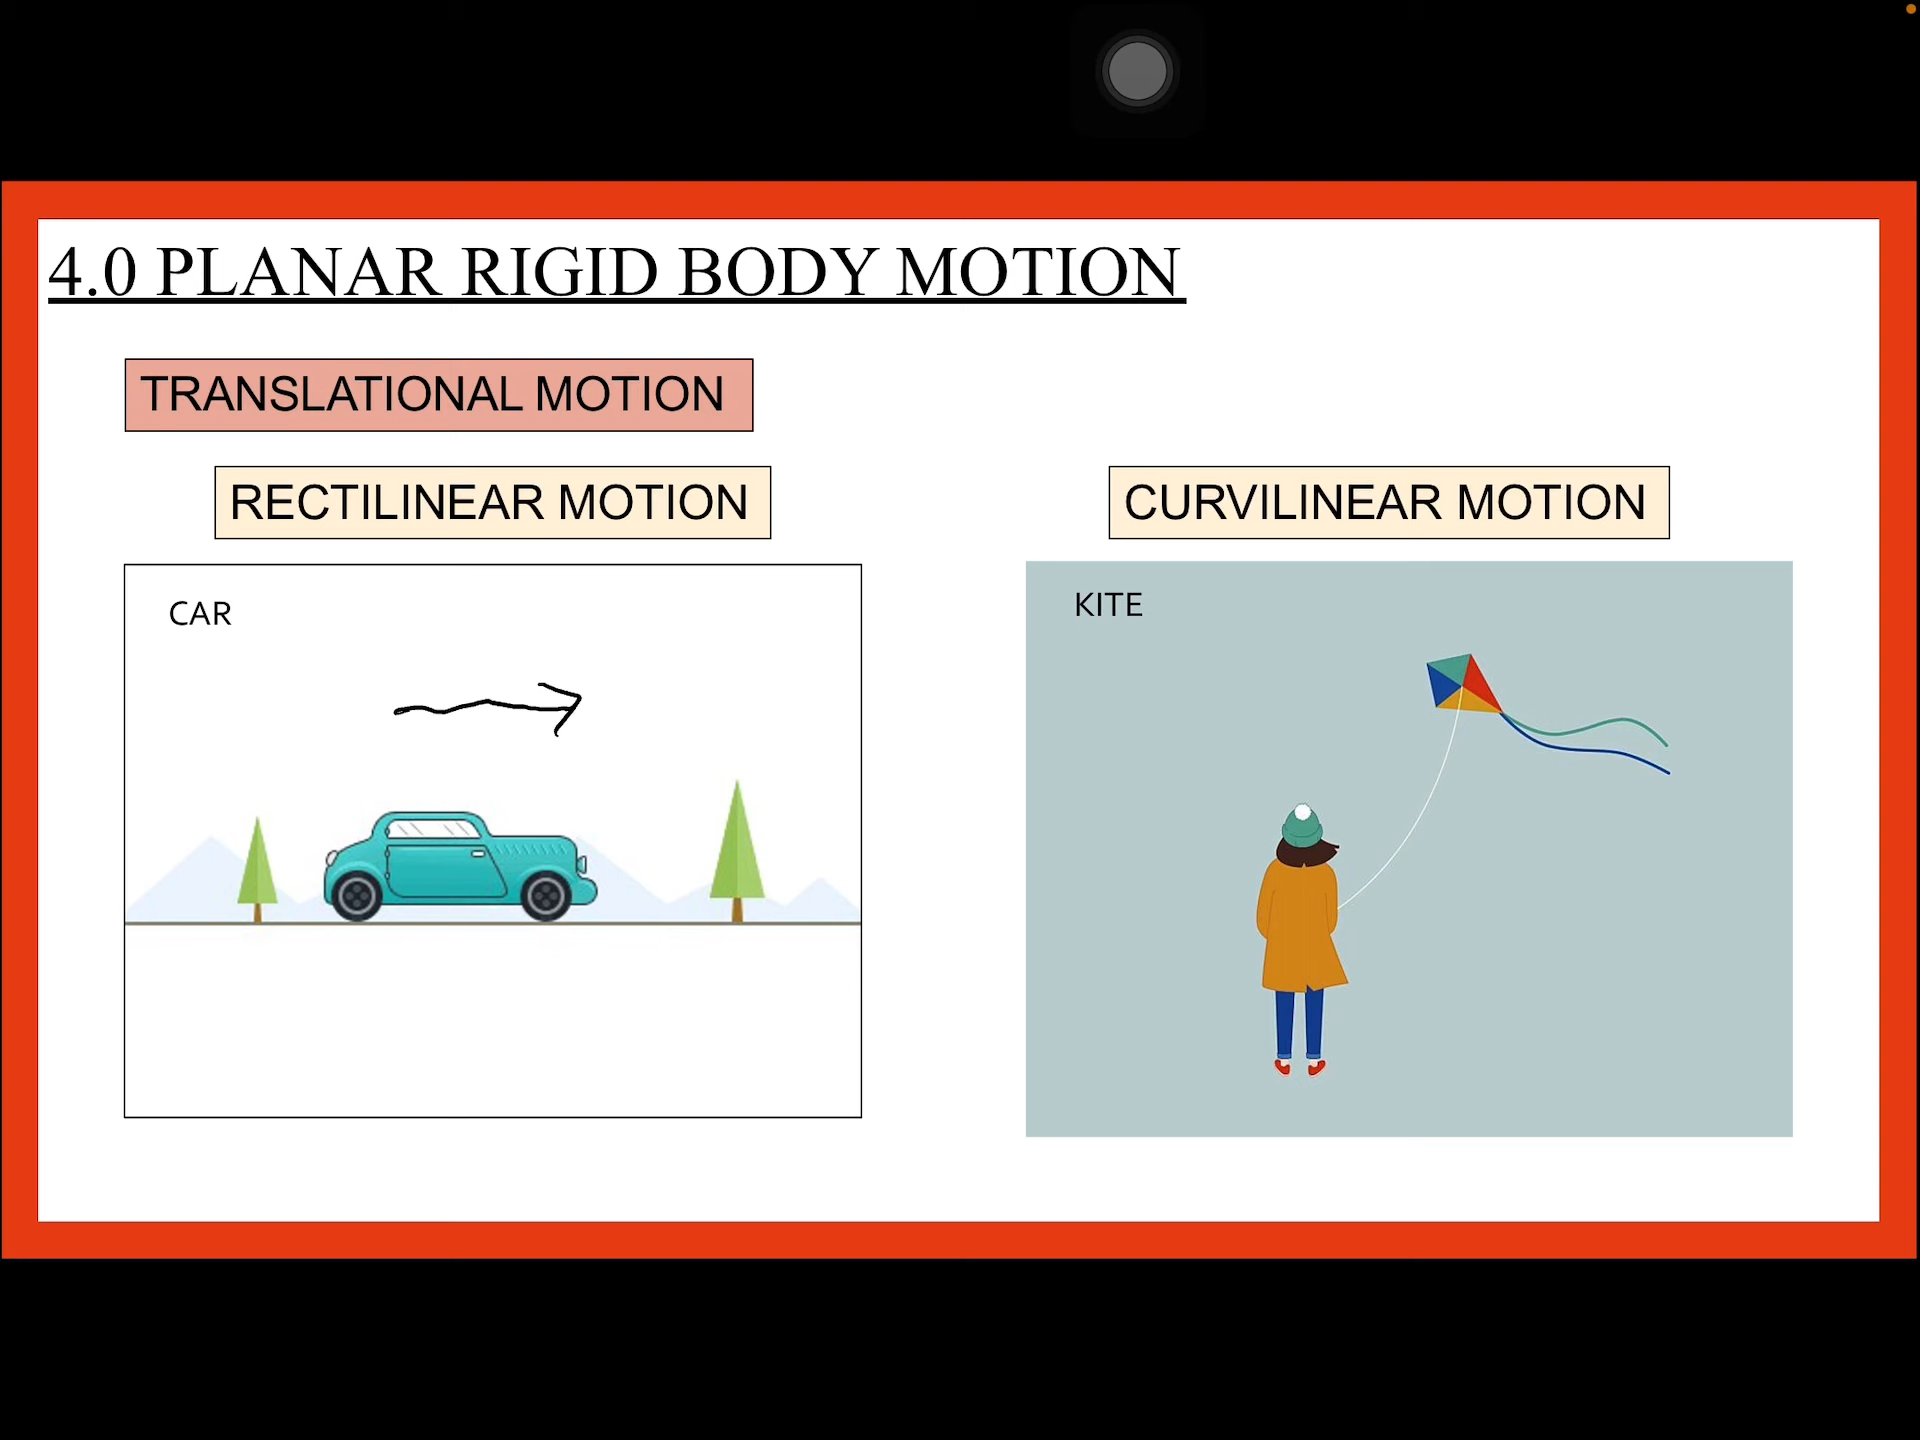 4.0 PLANAR RIGID BODY MOTION
TRANSLATIONAL MOTION
RECTILINEAR MOTION
CURVILINEAR MOTION
CAR
KITE